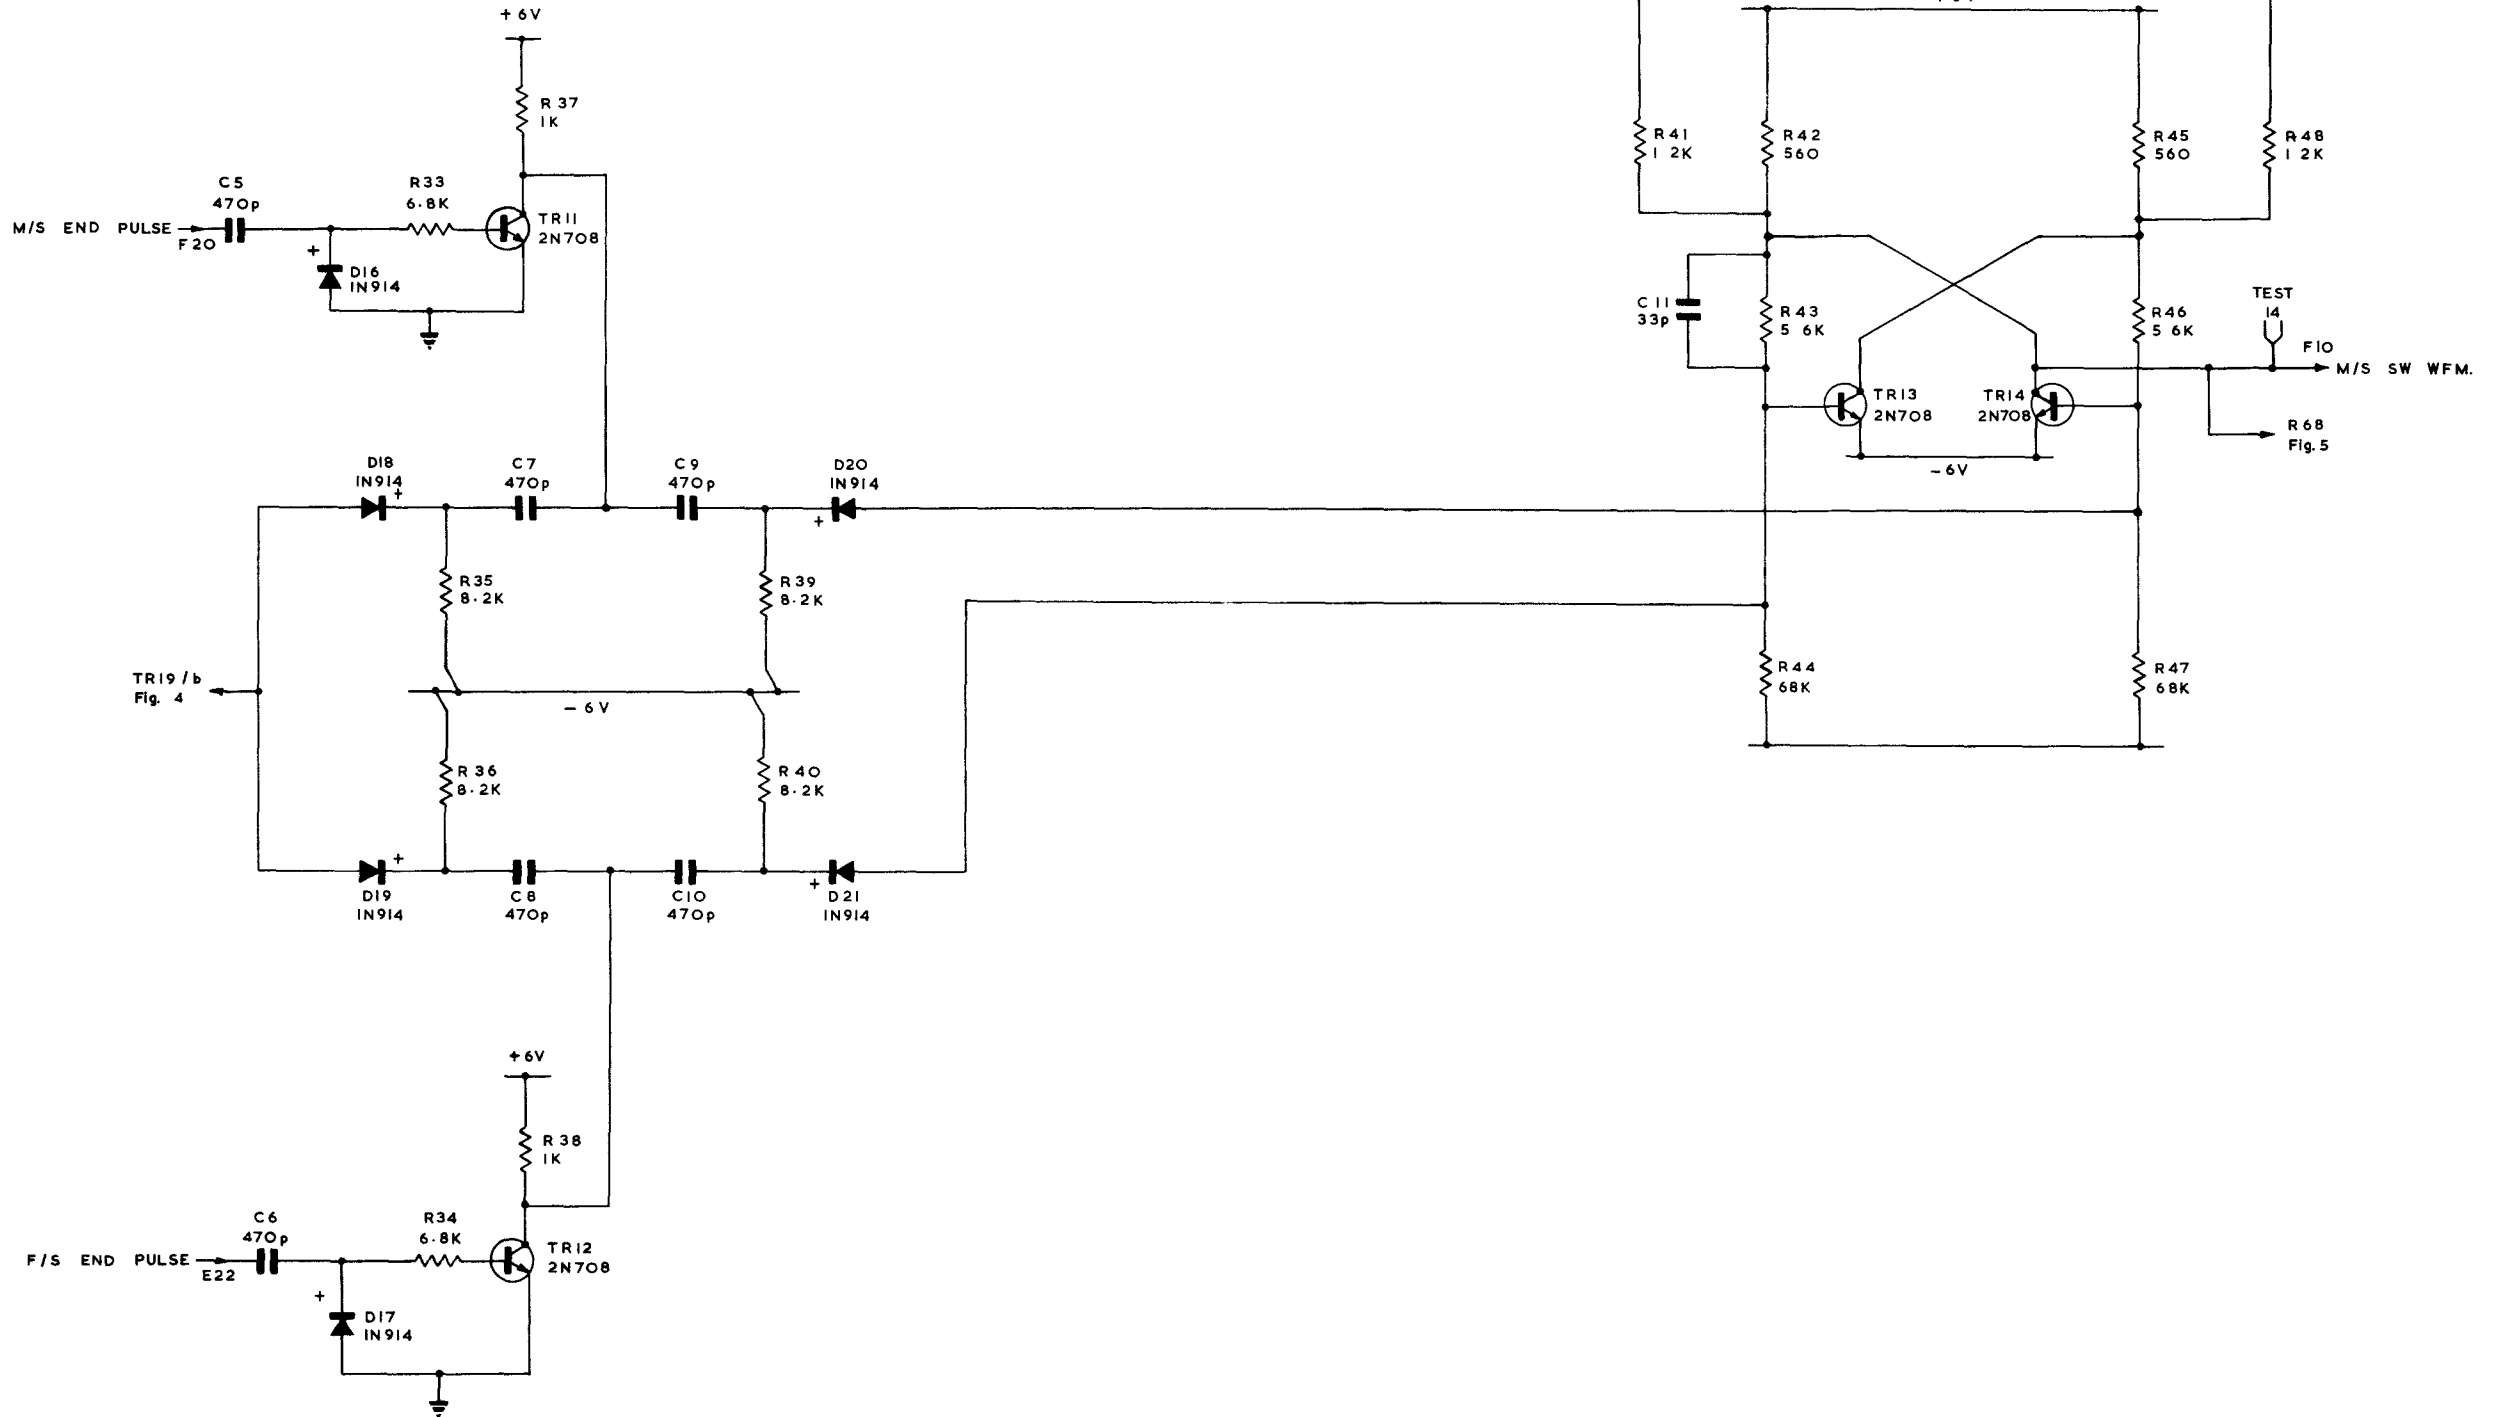 +6V
R37
1K
C5
470p
R33
6.8K
TR11
2N708
M/S END PULSE
F20
+
D16
IN914
R41
1 2K
R42
560
R45
560
R48
1 2K
C11
33p
R43
5 6K
R46
5 6K
TEST
14
F10
M/S SW WFM.
TR13
2N708
TR14
2N708
R68
Fig.5
-6V
D18
IN914
+
C7
470p
C9
470p
D20
IN914
+
R35
8.2K
R39
8.2K
TR19/b
Fig. 4
-6V
R44
68K
R47
68K
R36
8.2K
R40
8.2K
+
D19
IN914
C8
470p
C10
470p
+
D21
IN914
+6V
R38
1K
C6
470p
R34
6.8K
TR12
2N708
F/S END PULSE
E22
+
D17
IN914